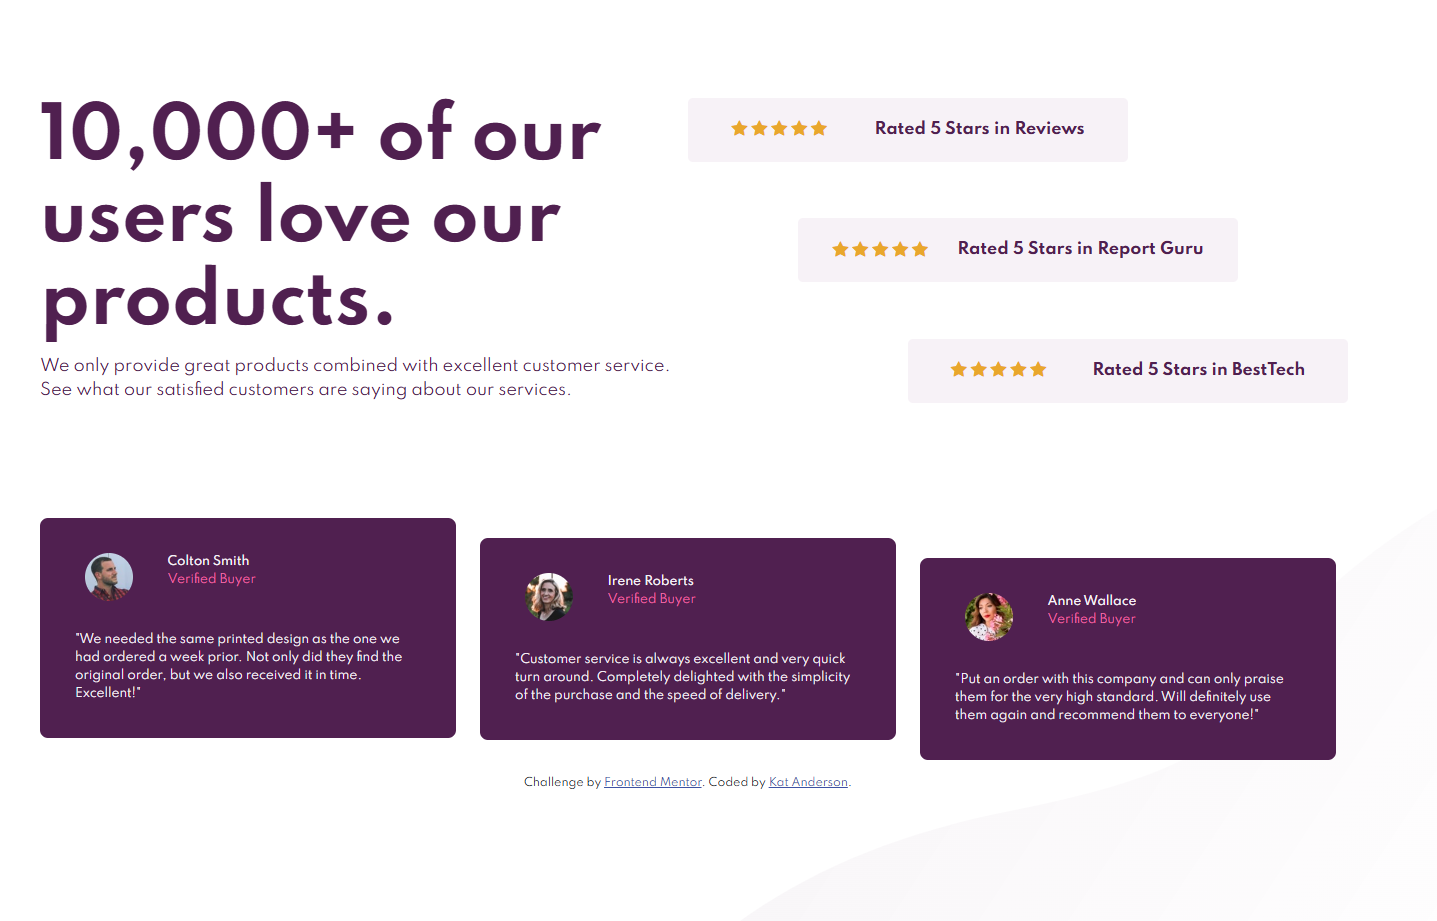 10,000+ of our
users love our
products.
We only provide great products combined with excellent customer service.
See what our satisfied customers are saying about our services.
Rated 5 Stars in Reviews
Rated 5 Stars in Report Guru
Rated 5 Stars in BestTech
Colton Smith
Verified Buyer
"We needed the same printed design as the one we
had ordered a week prior. Not only did they find the
original order, but we also received it in time.
Excellent!"
Irene Roberts
Verified Buyer
"Customer service is always excellent and very quick
turn around. Completely delighted with the simplicity
of the purchase and the speed of delivery."
Anne Wallace
Verified Buyer
"Put an order with this company and can only praise
them for the very high standard. Will definitely use
them again and recommend them to everyone!"
Challenge by Frontend Mentor. Coded by Kat Anderson.